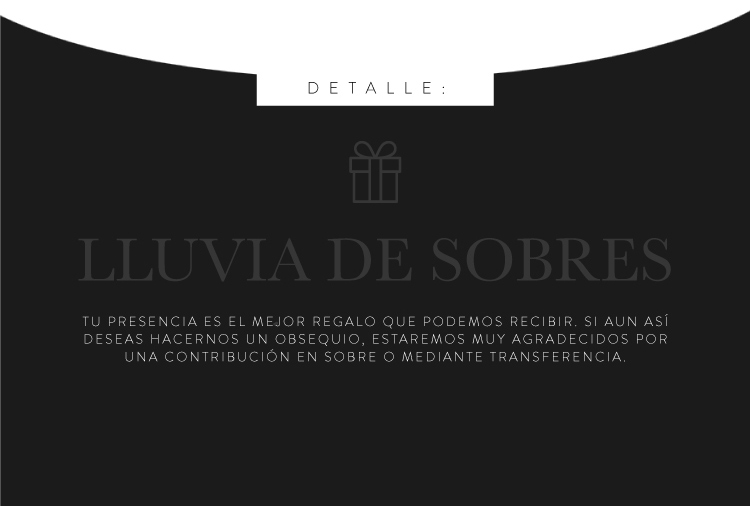 DETALLE:
LLUVIA DE SOBRES
TU PRESENCIA ES EL MEJOR REGALO QUE PODEMOS RECIBIR. SI AUN ASÍ
DESEAS HACERNOS UN OBSEQUIO, ESTAREMOS MUY AGRADECIDOS POR
UNA CONTRIBUCIÓN EN SOBRE O MEDIANTE TRANSFERENCIA.